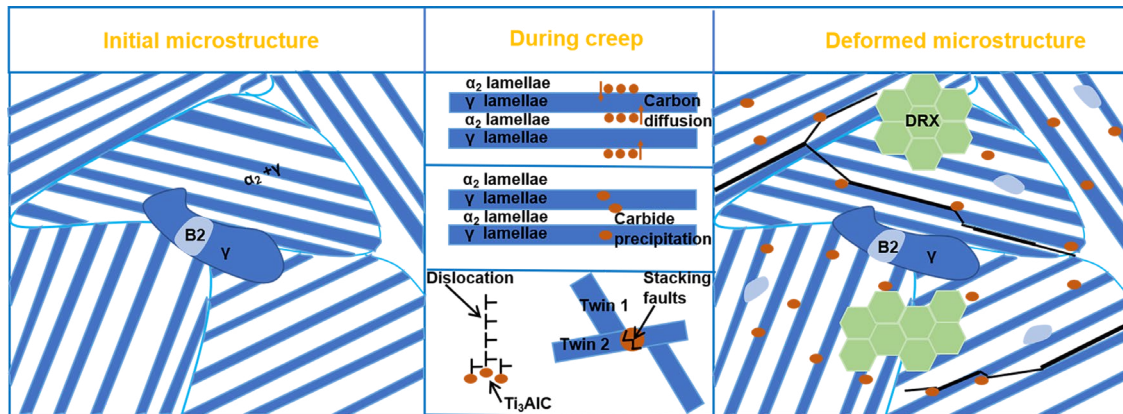 Initial microstructure
During creep
Deformed microstructure
α₂ +γ
B2
γ
α₂ lamellae
γ lamellae
Carbon
α₂ lamellae
diffusion
γ lamellae
α₂ lamellae
γ lamellae
α₂ lamellae
Carbide
γ lamellae
precipitation
Dislocation
Stacking
faults
Twin 1
Twin 2
Ti₃AlC
DRX
B2
γ